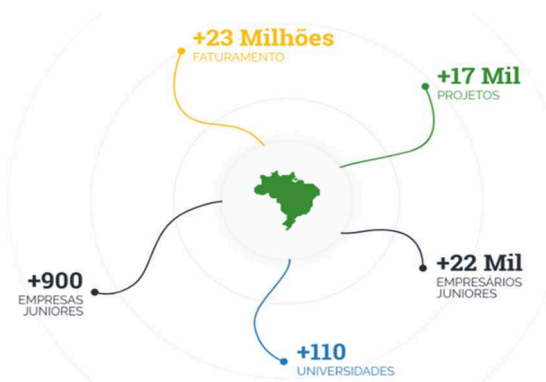 +23 Milhões
FATURAMENTO
+17 Mil
PROJETOS
+22 Mil
EMPRESÁRIOS
JUNIORES
+900
EMPRESAS
JUNIORES
+110
UNIVERSIDADES